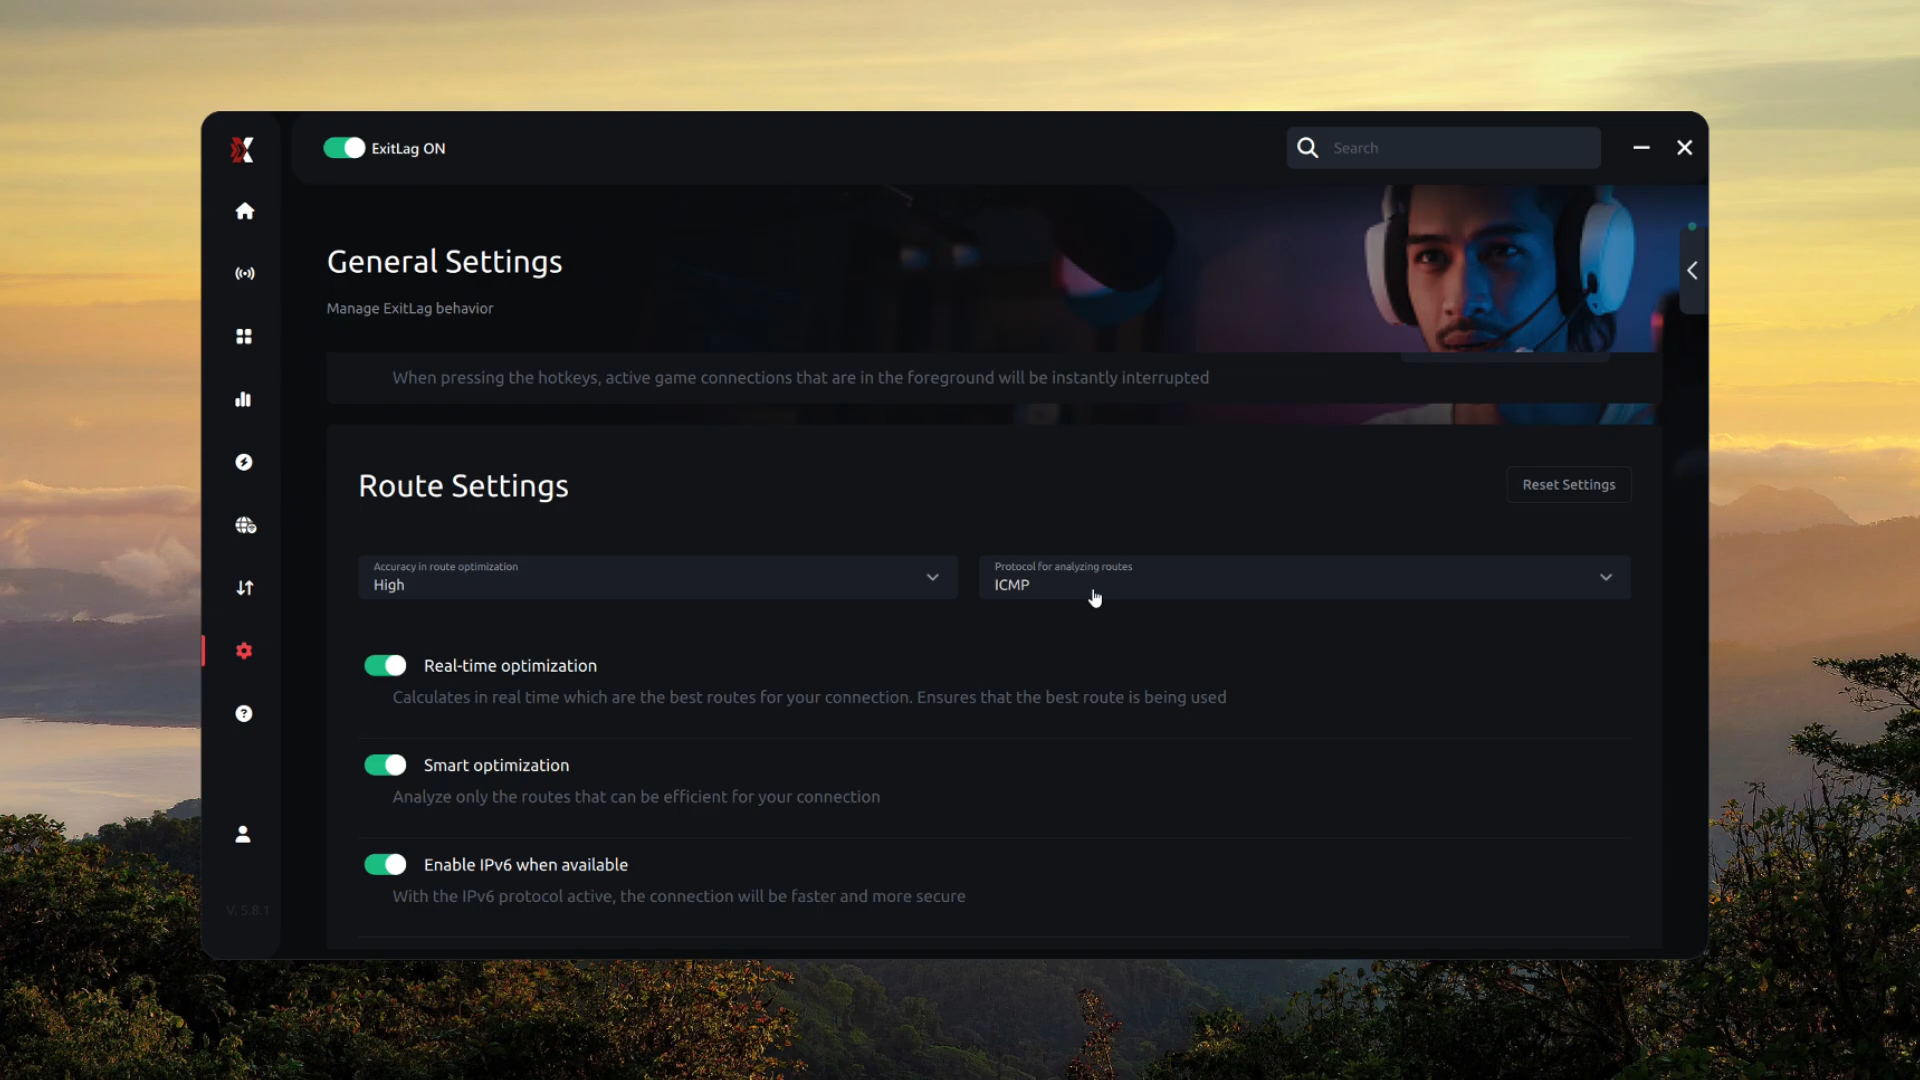 ExitLag ON
Search
General Settings
Manage ExitLag behavior
When pressing the hotkeys, active game connections that are in the foreground will be instantly interrupted
Route Settings
Reset Settings
Accuracy in route optimization
High
Protocol for analyzing routes
ICMP
Real-time optimization
Calculates in real time which are the best routes for your connection. Ensures that the best route is being used
Smart optimization
Analyze only the routes that can be efficient for your connection
Enable IPv6 when available
With the IPv6 protocol active, the connection will be faster and more secure
V. 5.8.1